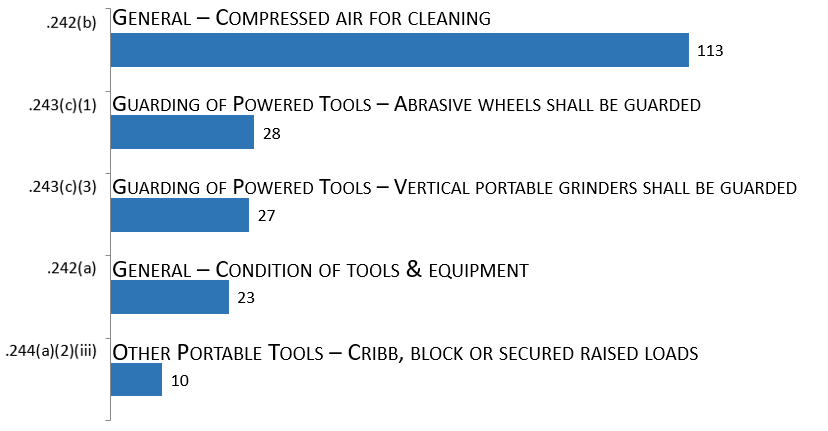 .242(b) GENERAL – COMPRESSED AIR FOR CLEANING
113
.243(c)(1) GUARDING OF POWERED TOOLS – ABRASIVE WHEELS SHALL BE GUARDED
28
.243(c)(3) GUARDING OF POWERED TOOLS – VERTICAL PORTABLE GRINDERS SHALL BE GUARDED
27
.242(a) GENERAL – CONDITION OF TOOLS & EQUIPMENT
23
.244(a)(2)(iii) OTHER PORTABLE TOOLS – CRIBB, BLOCK OR SECURED RAISED LOADS
10